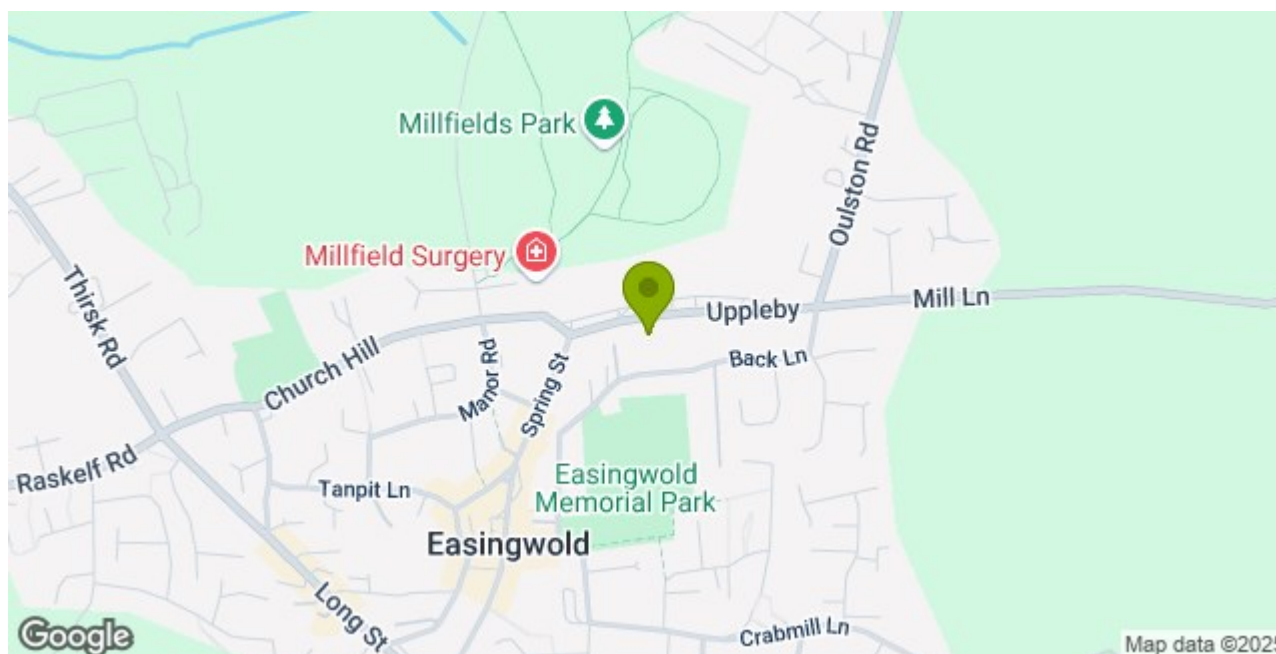 Millfields Park
Oulston Rd
Millfield Surgery
Thirsk Rd
Uppleby
Mill Ln
Church Hill
Manor Rd
Spring St
Back Ln
Raskelf Rd
Tanpit Ln
Easingwold
Memorial Park
Easingwold
Long St
Crabmill Ln
Google
Map data ©2025